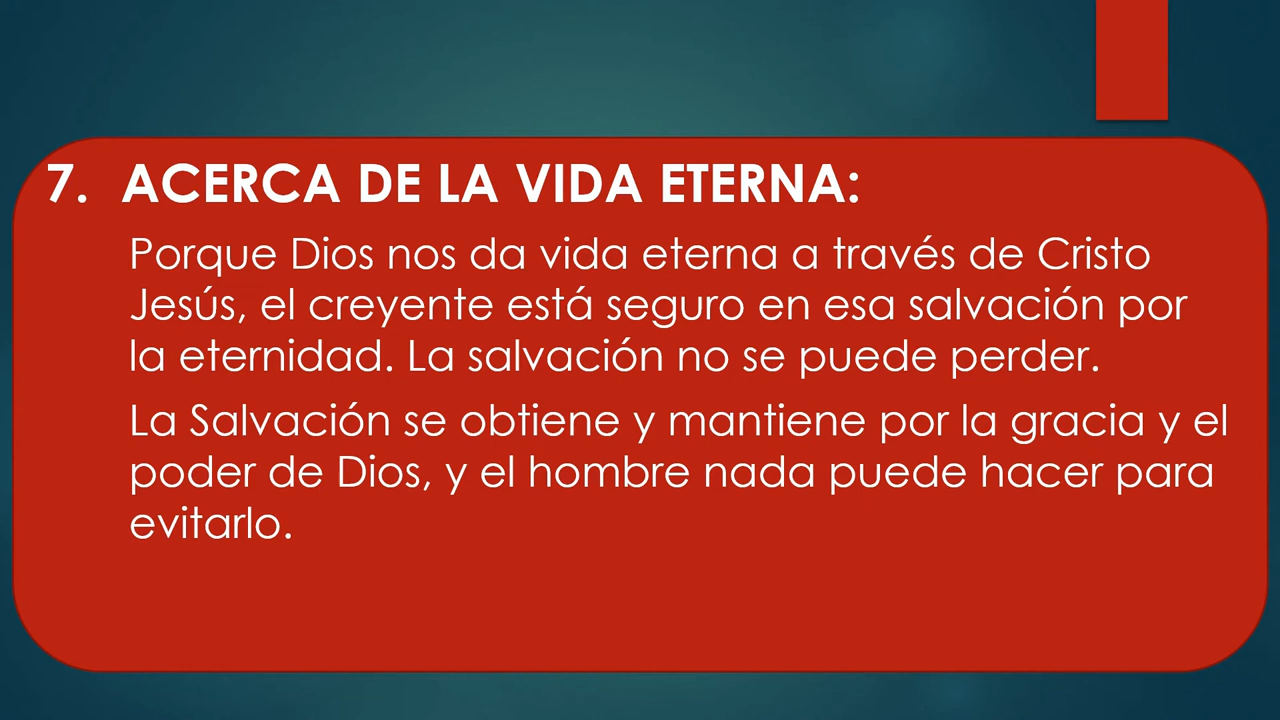 7. ACERCA DE LA VIDA ETERNA:
Porque Dios nos da vida eterna a través de Cristo
Jesús, el creyente está seguro en esa salvación por
la eternidad. La salvación no se puede perder.
La Salvación se obtiene y mantiene por la gracia y el
poder de Dios, y el hombre nada puede hacer para
evitarlo.